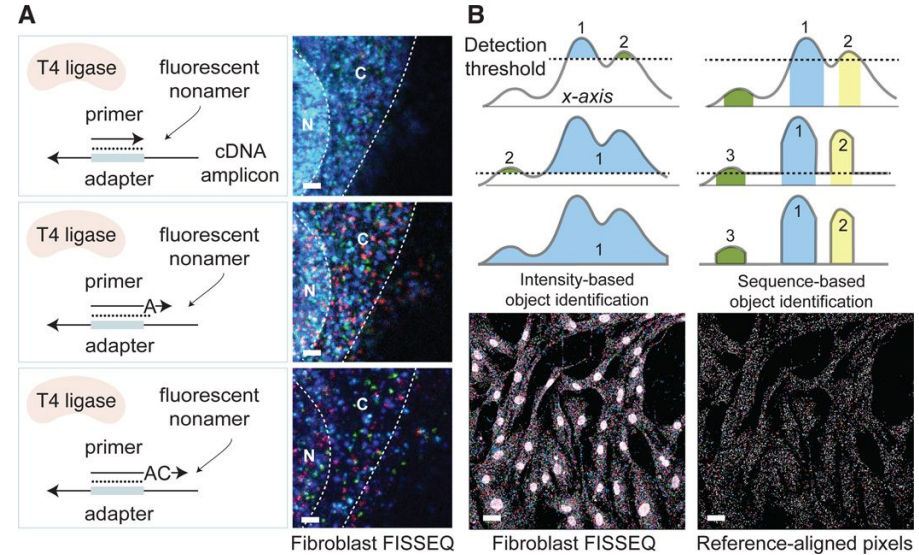 A
T4 ligase
fluorescent
nonamer
primer
adapter
cDNA
amplicon
C
N
T4 ligase
fluorescent
nonamer
primer
A
adapter
C
N
T4 ligase
fluorescent
nonamer
primer
AC
adapter
C
N
Fibroblast FISSEQ
B
Detection
threshold
1
2
x-axis
1
2
2
1
3
1
2
1
3
1
2
Intensity-based
object identification
Sequence-based
object identification
Fibroblast FISSEQ
Reference-aligned pixels